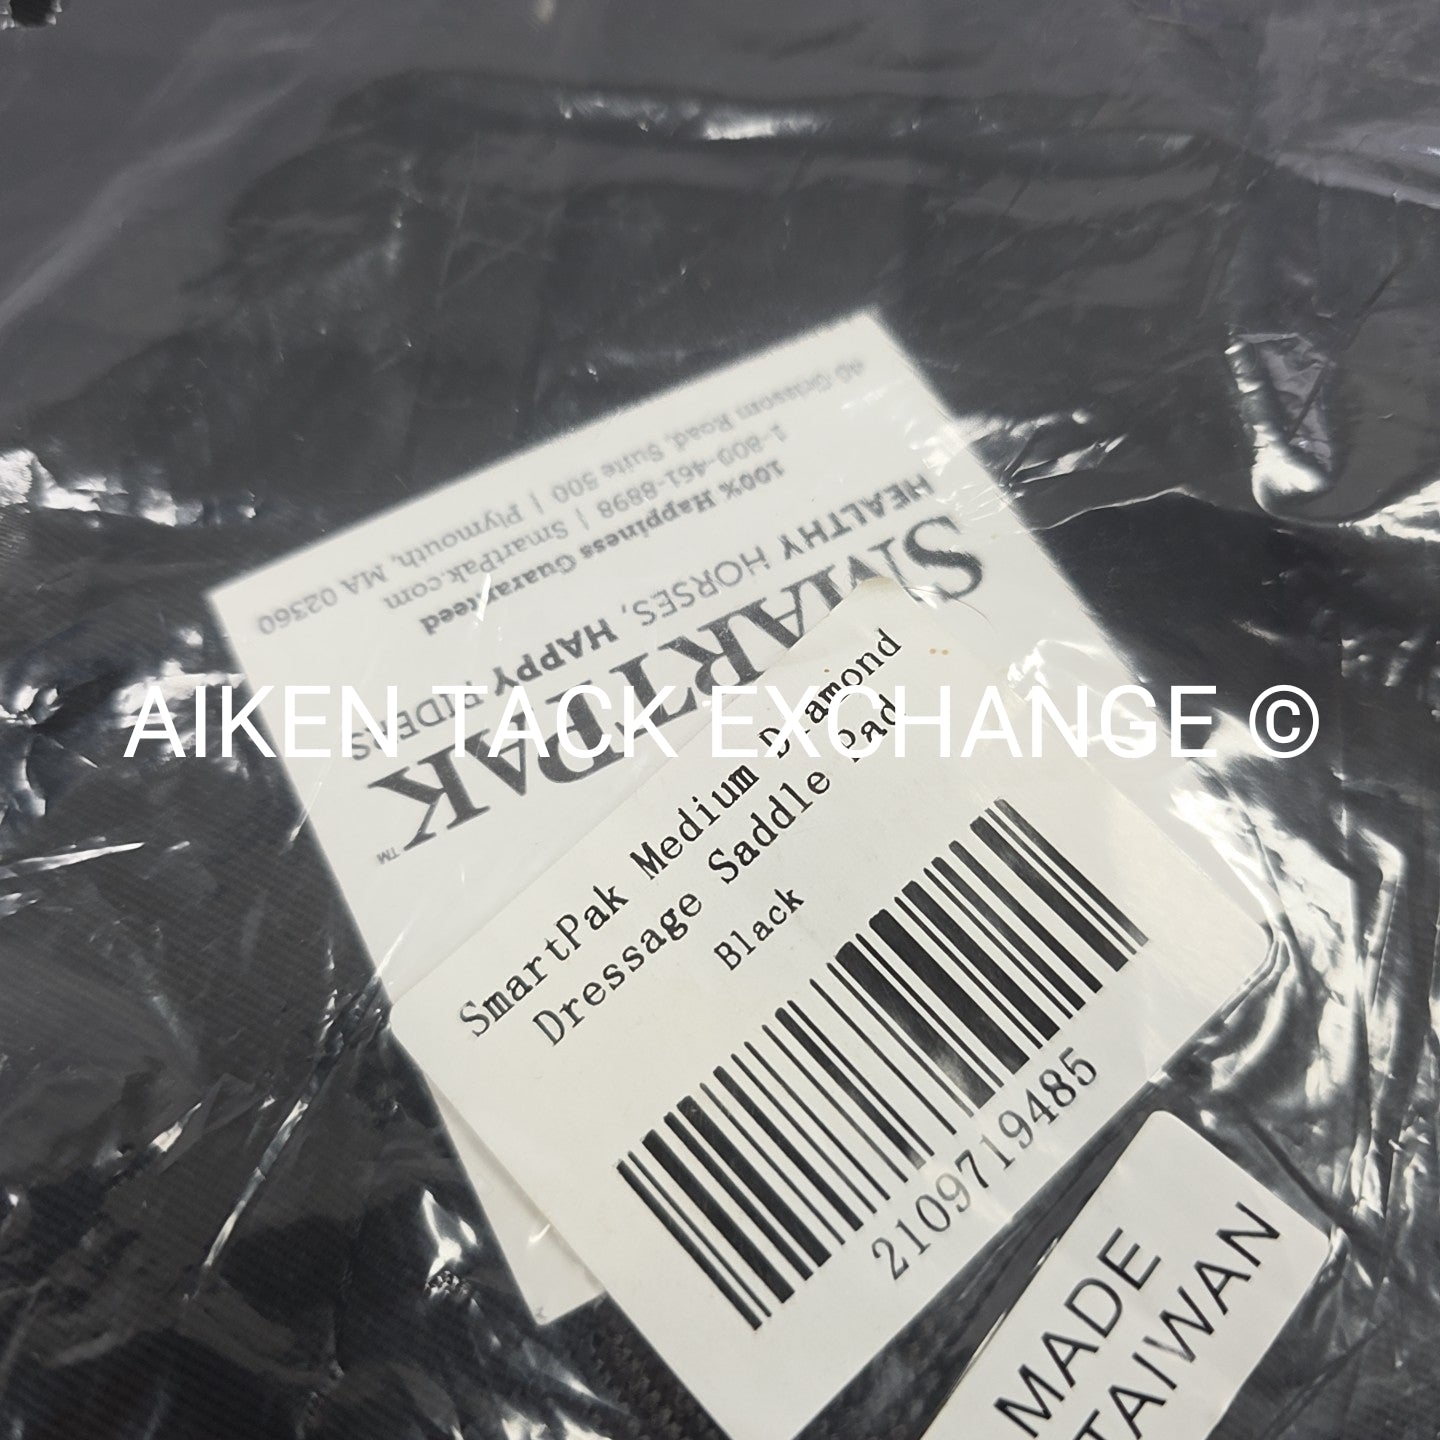 SMARTPAK™
HEALTHY HORSES, HAPPY RIDERS
100% Happiness Guaranteed
1-800-461-8898 | SmartPak.com
40 Grissom Road, Suite 500 | Plymouth, MA 02360
AIKEN TACK EXCHANGE ©
SmartPak Medium Diamond
Dressage Saddle Pad
Black
2109719485
MADE
TAIWAN